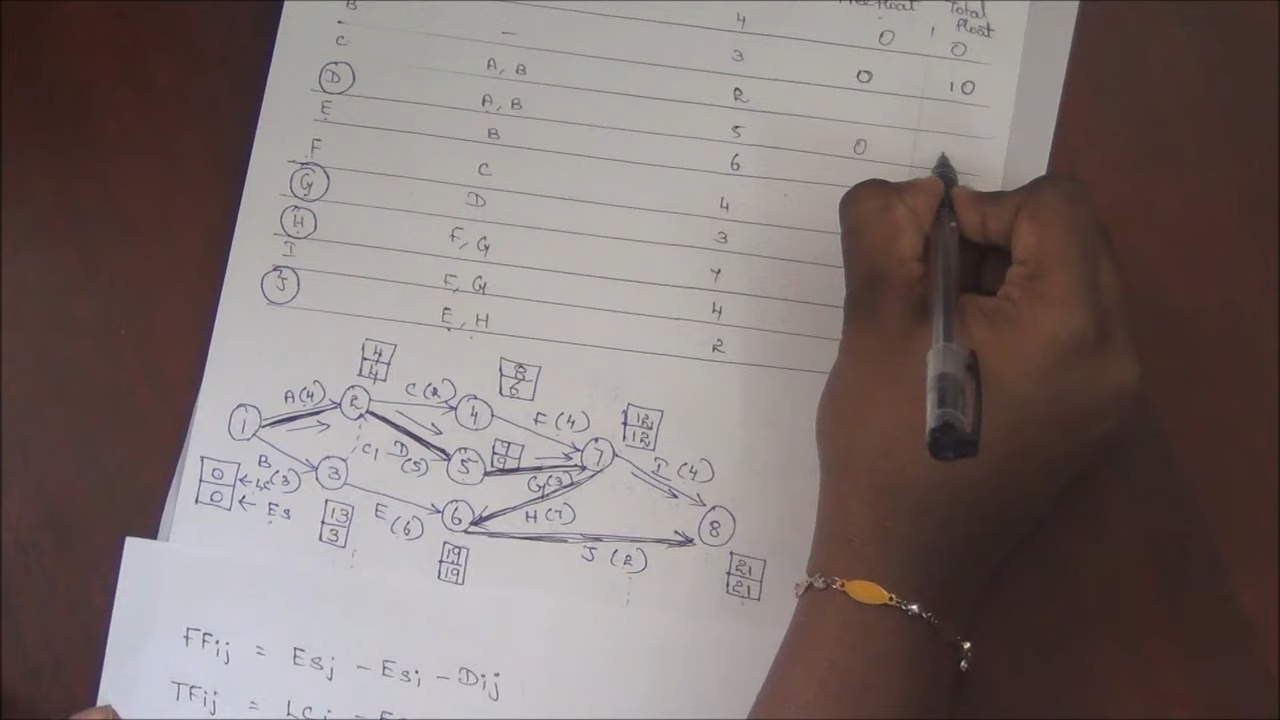 Free float Total float
B 4 0 0
C - 3 0 10
D A, B 2
E A, B 5 0
F B 6
G C 4
H D 3
I F, G 7
J F, G 4
E, H 2
4
4
8
6
A(4) 2 C(2) 4 F(4) 12
12
1 C, D(5) 5 9
9 7 I(4)
B(3) 3 G(3)
0 ← LC
0 ← ES E(6) 6 H(7) 8
13
3 J(2)
19
19 21
21
FFij = ESj - ESi - Dij
TFij = LCj